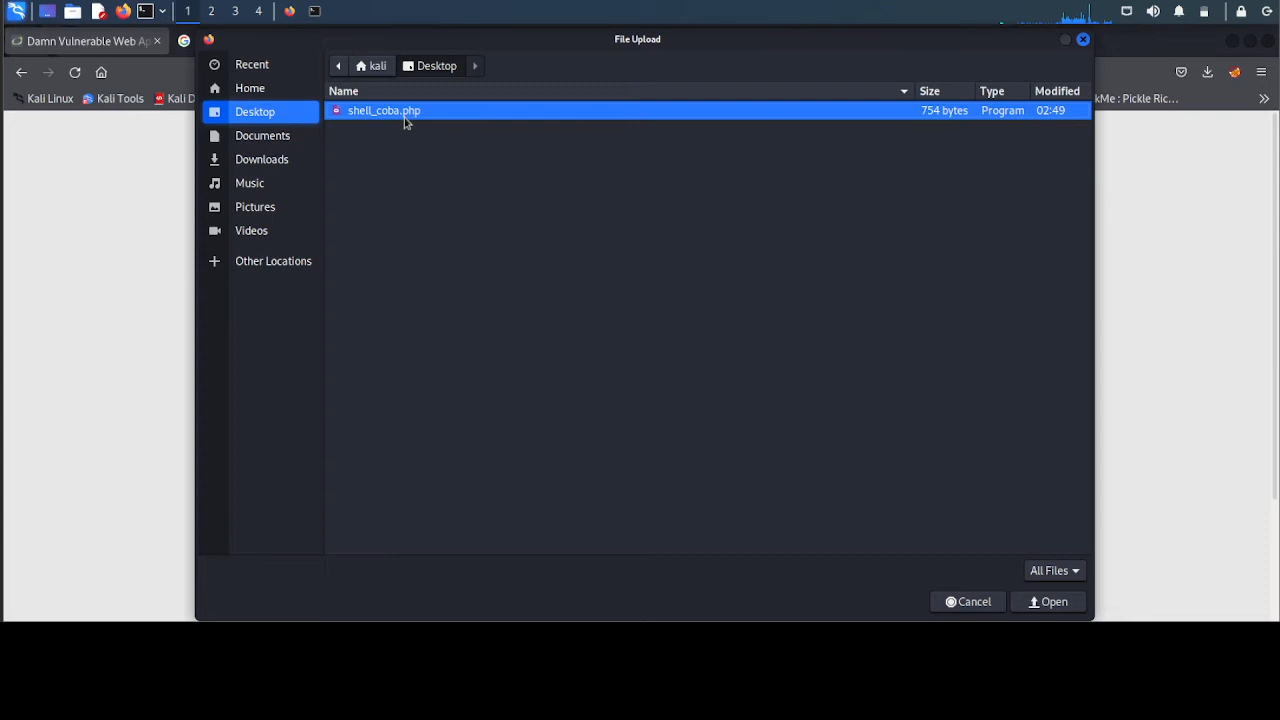 1 2 3 4
Damn Vulnerable Web Ap
File Upload
Recent
kali Desktop
Home
Name Size Type Modified
Kali Linux Kali Tools Kali D
kMe : Pickle Ric...
Desktop
shell_coba.php 754 bytes Program 02:49
Documents
Downloads
Music
Pictures
Videos
Other Locations
All Files
Cancel Open